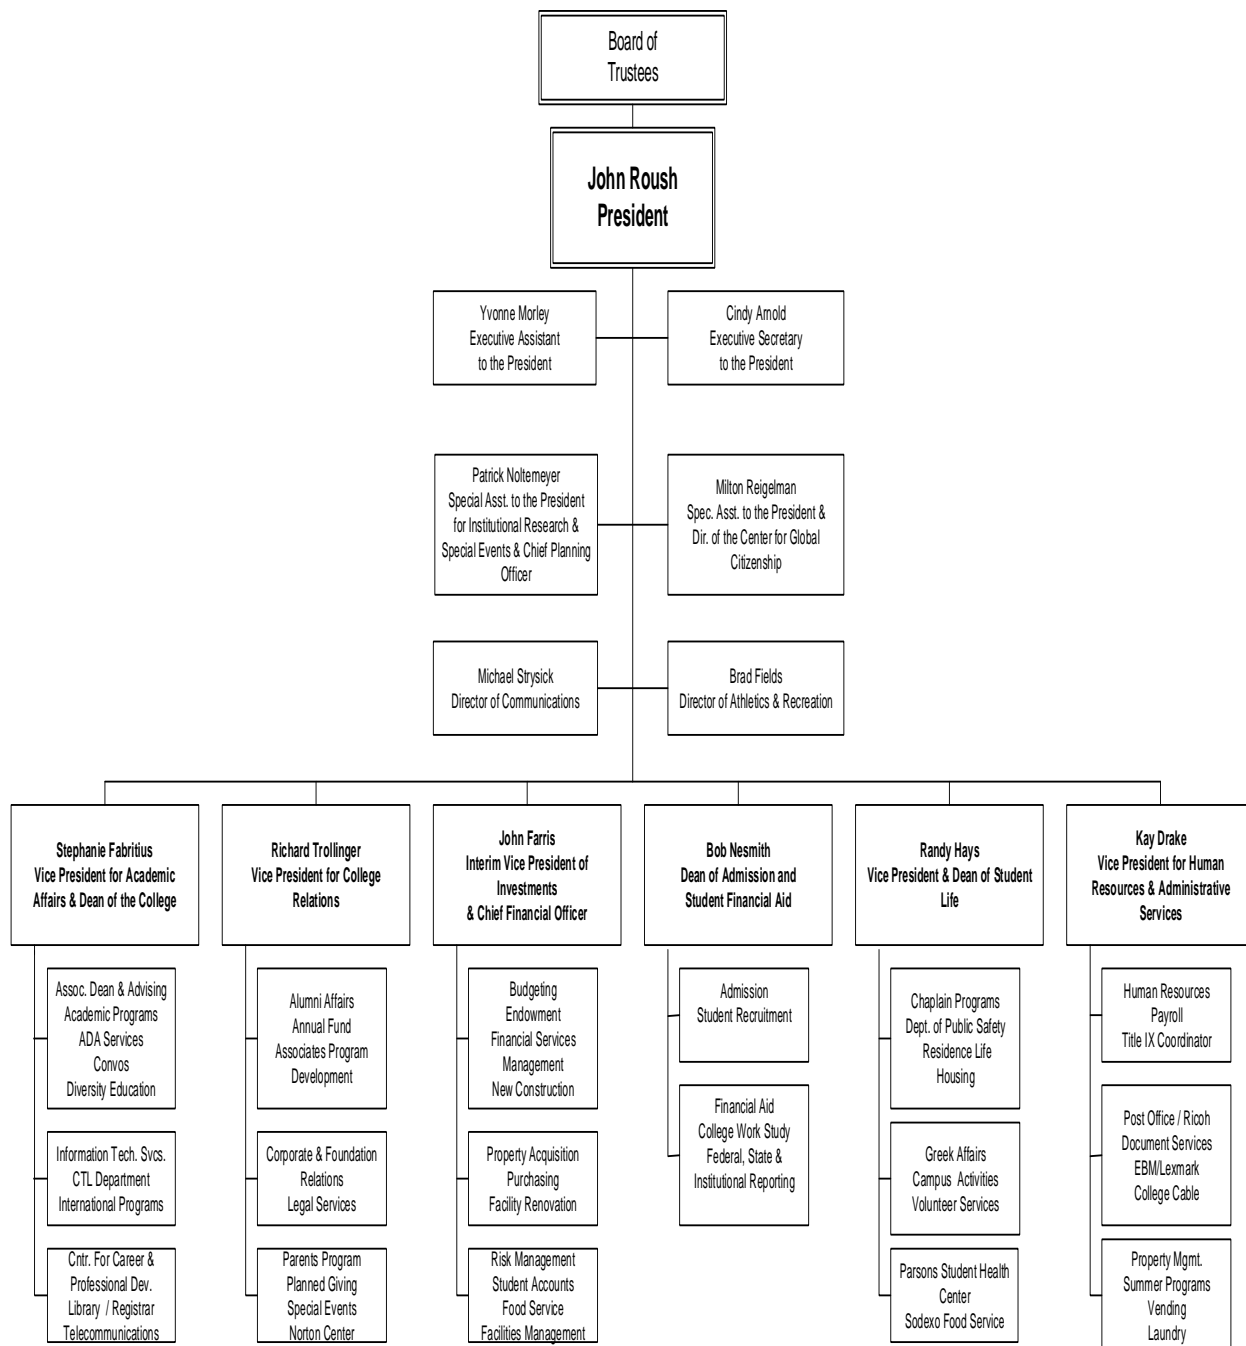 Board of
Trustees
John Roush
President
Yvonne Morley
Executive Assistant
to the President
Cindy Arnold
Executive Secretary
to the President
Patrick Noltemeyer
Special Asst. to the President
for Institutional Research &
Special Events & Chief Planning
Officer
Milton Reigelman
Spec. Asst. to the President &
Dir. of the Center for Global
Citizenship
Michael Strysick
Director of Communications
Brad Fields
Director of Athletics & Recreation
Stephanie Fabritius
Vice President for Academic
Affairs & Dean of the College
Richard Trollinger
Vice President for College
Relations
John Farris
Interim Vice President of
Investments
& Chief Financial Officer
Bob Nesmith
Dean of Admission and
Student Financial Aid
Randy Hays
Vice President & Dean of Student
Life
Kay Drake
Vice President for Human
Resources & Administrative
Services
Assoc. Dean & Advising
Academic Programs
ADA Services
Convos
Diversity Education
Information Tech. Svcs.
CTL Department
International Programs
Cntr. For Career &
Professional Dev.
Library / Registrar
Telecommunications
Alumni Affairs
Annual Fund
Associates Program
Development
Corporate & Foundation
Relations
Legal Services
Parents Program
Planned Giving
Special Events
Norton Center
Budgeting
Endowment
Financial Services
Management
New Construction
Property Acquisition
Purchasing
Facility Renovation
Risk Management
Student Accounts
Food Service
Facilities Management
Admission
Student Recruitment
Financial Aid
College Work Study
Federal, State &
Institutional Reporting
Chaplain Programs
Dept. of Public Safety
Residence Life
Housing
Greek Affairs
Campus Activities
Volunteer Services
Parsons Student Health
Center
Sodexo Food Service
Human Resources
Payroll
Title IX Coordinator
Post Office / Ricoh
Document Services
EBM/Lexmark
College Cable
Property Mgmt.
Summer Programs
Vending
Laundry